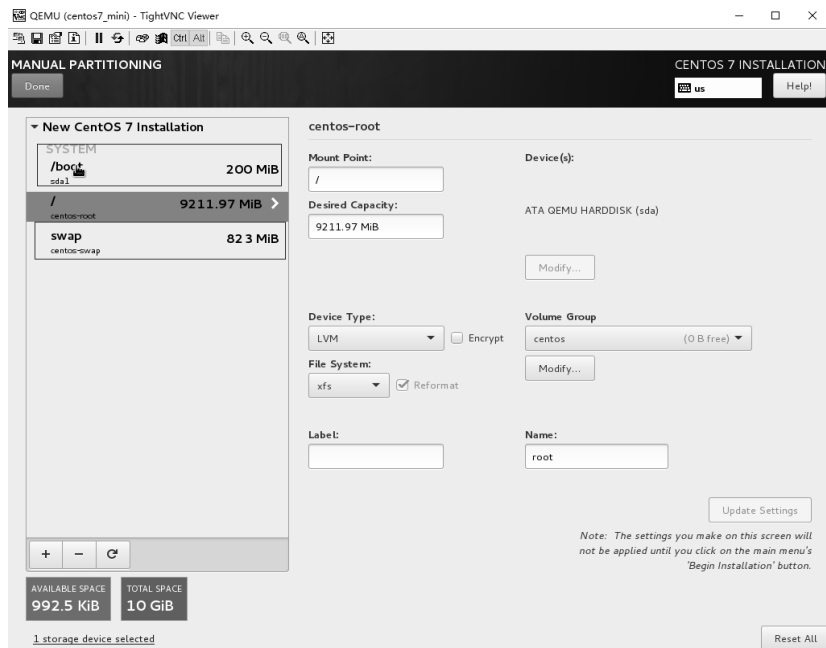 QEMU (centos7_mini) - TightVNC Viewer
Ctrl Alt
MANUAL PARTITIONING
CENTOS 7 INSTALLATION
Done
us
Help!
New CentOS 7 Installation
SYSTEM
/boot
200 MiB
sda1
/
9211.97 MiB
centos-root
swap
823 MiB
centos-swap
+ −
AVAILABLE SPACE
992.5 KiB
TOTAL SPACE
10 GiB
1 storage device selected
centos-root
Mount Point:
/
Desired Capacity:
9211.97 MiB
Device(s):
ATA QEMU HARDDISK (sda)
Modify...
Device Type:
LVM
Encrypt
File System:
xfs
Reformat
Volume Group
centos (0 B free)
Modify...
Label:
Name:
root
Update Settings
Note: The settings you make on this screen will
not be applied until you click on the main menu's
'Begin Installation' button.
Reset All